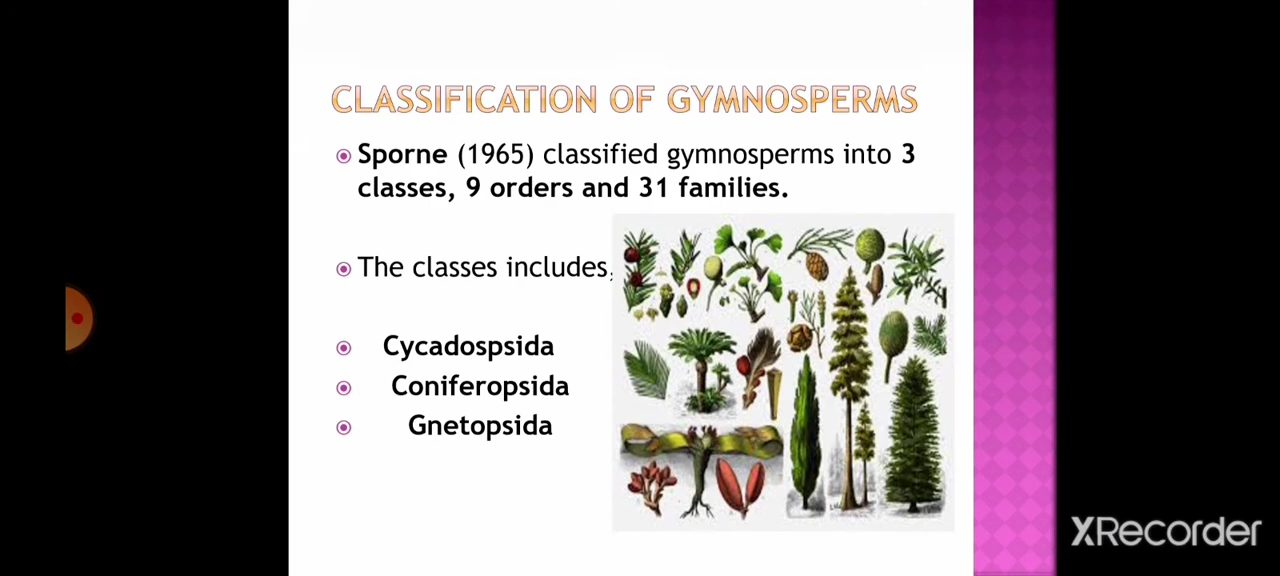 CLASSIFICATION OF GYMNOSPERMS
Sporne (1965) classified gymnosperms into 3
classes, 9 orders and 31 families.
The classes includes,
Cycadospsida
Coniferopsida
Gnetopsida
XRecorder